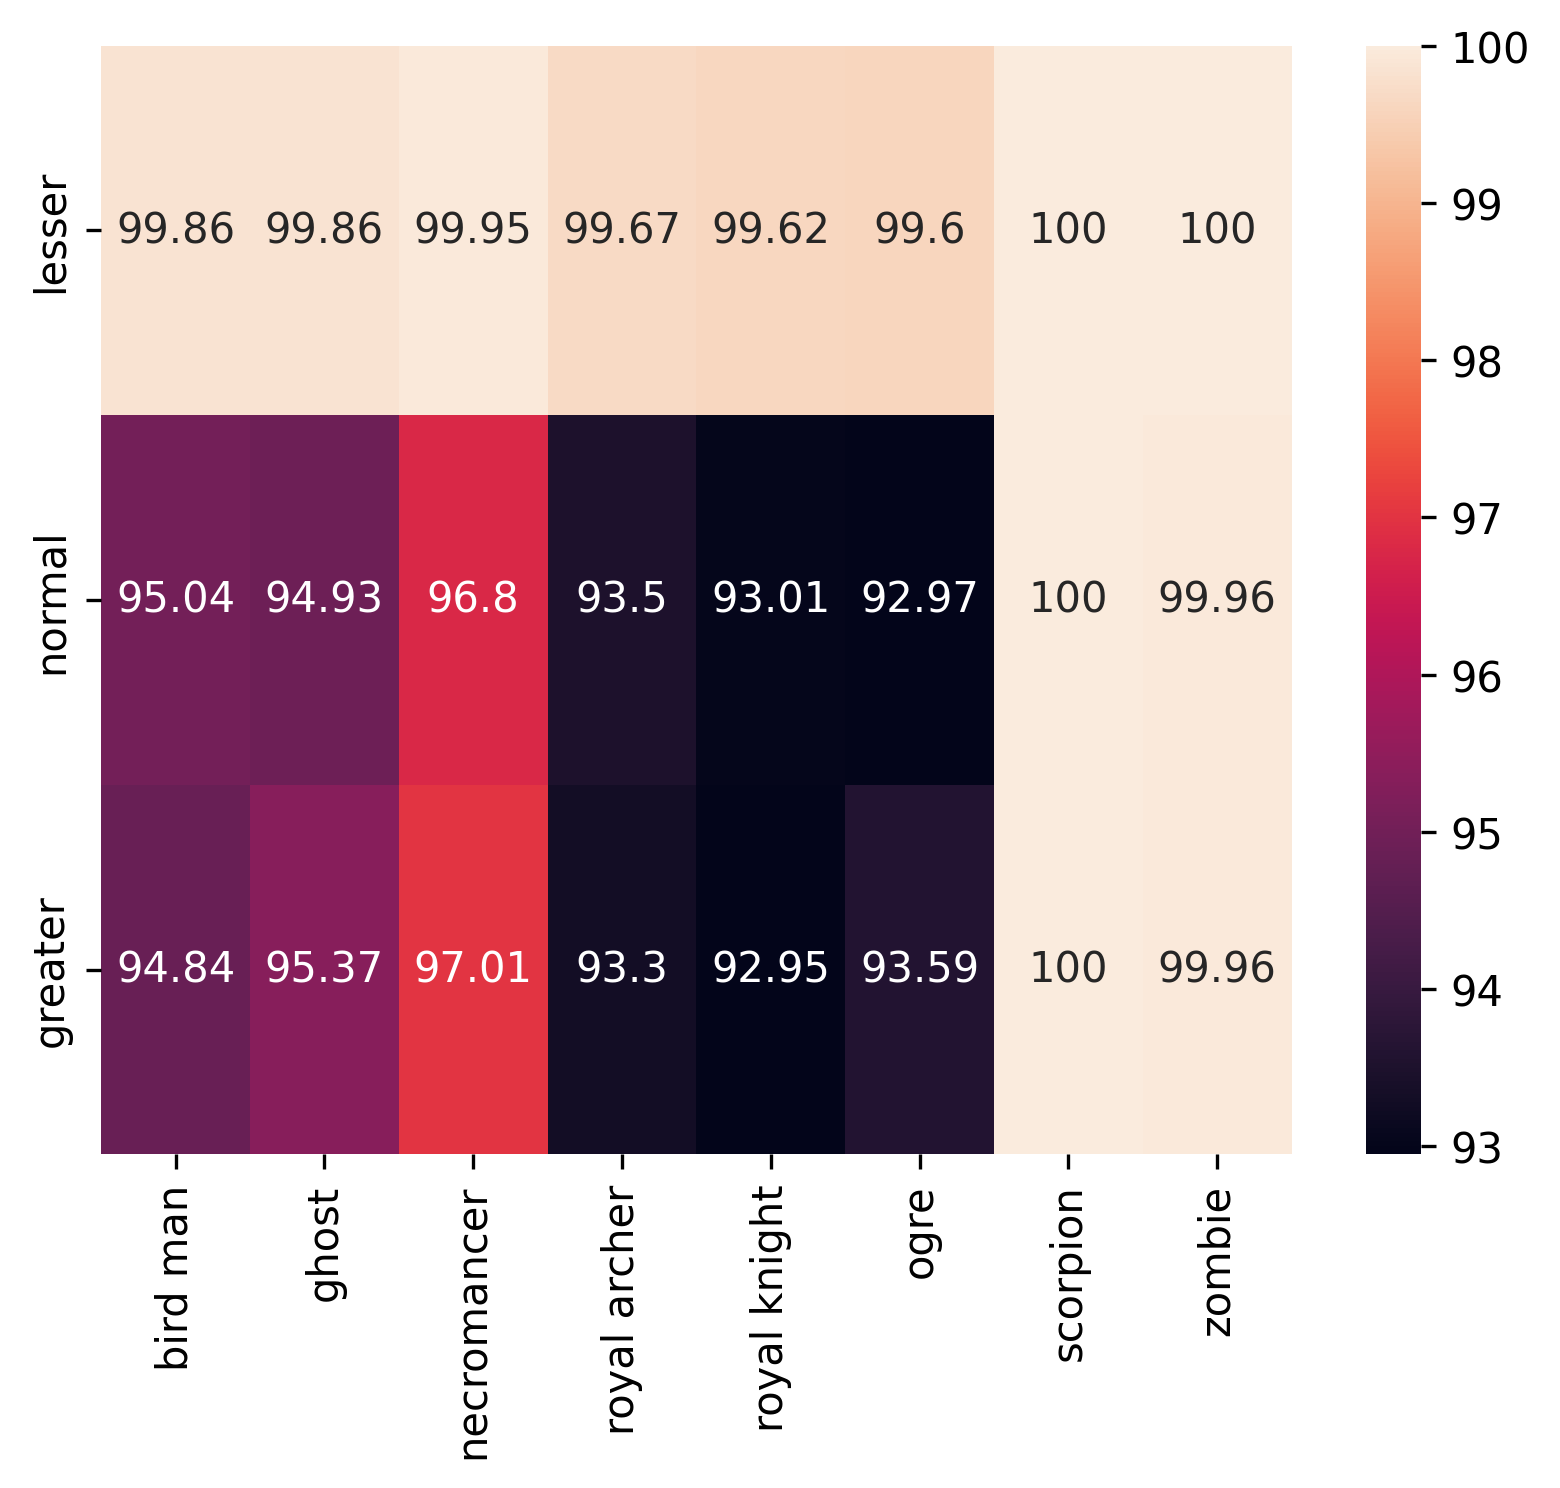 lesser 99.86 99.86 99.95 99.67 99.62 99.6 100 100
normal 95.04 94.93 96.8 93.5 93.01 92.97 100 99.96
greater 94.84 95.37 97.01 93.3 92.95 93.59 100 99.96
bird man
ghost
necromancer
royal archer
royal knight
ogre
scorpion
zombie
100
99
98
97
96
95
94
93